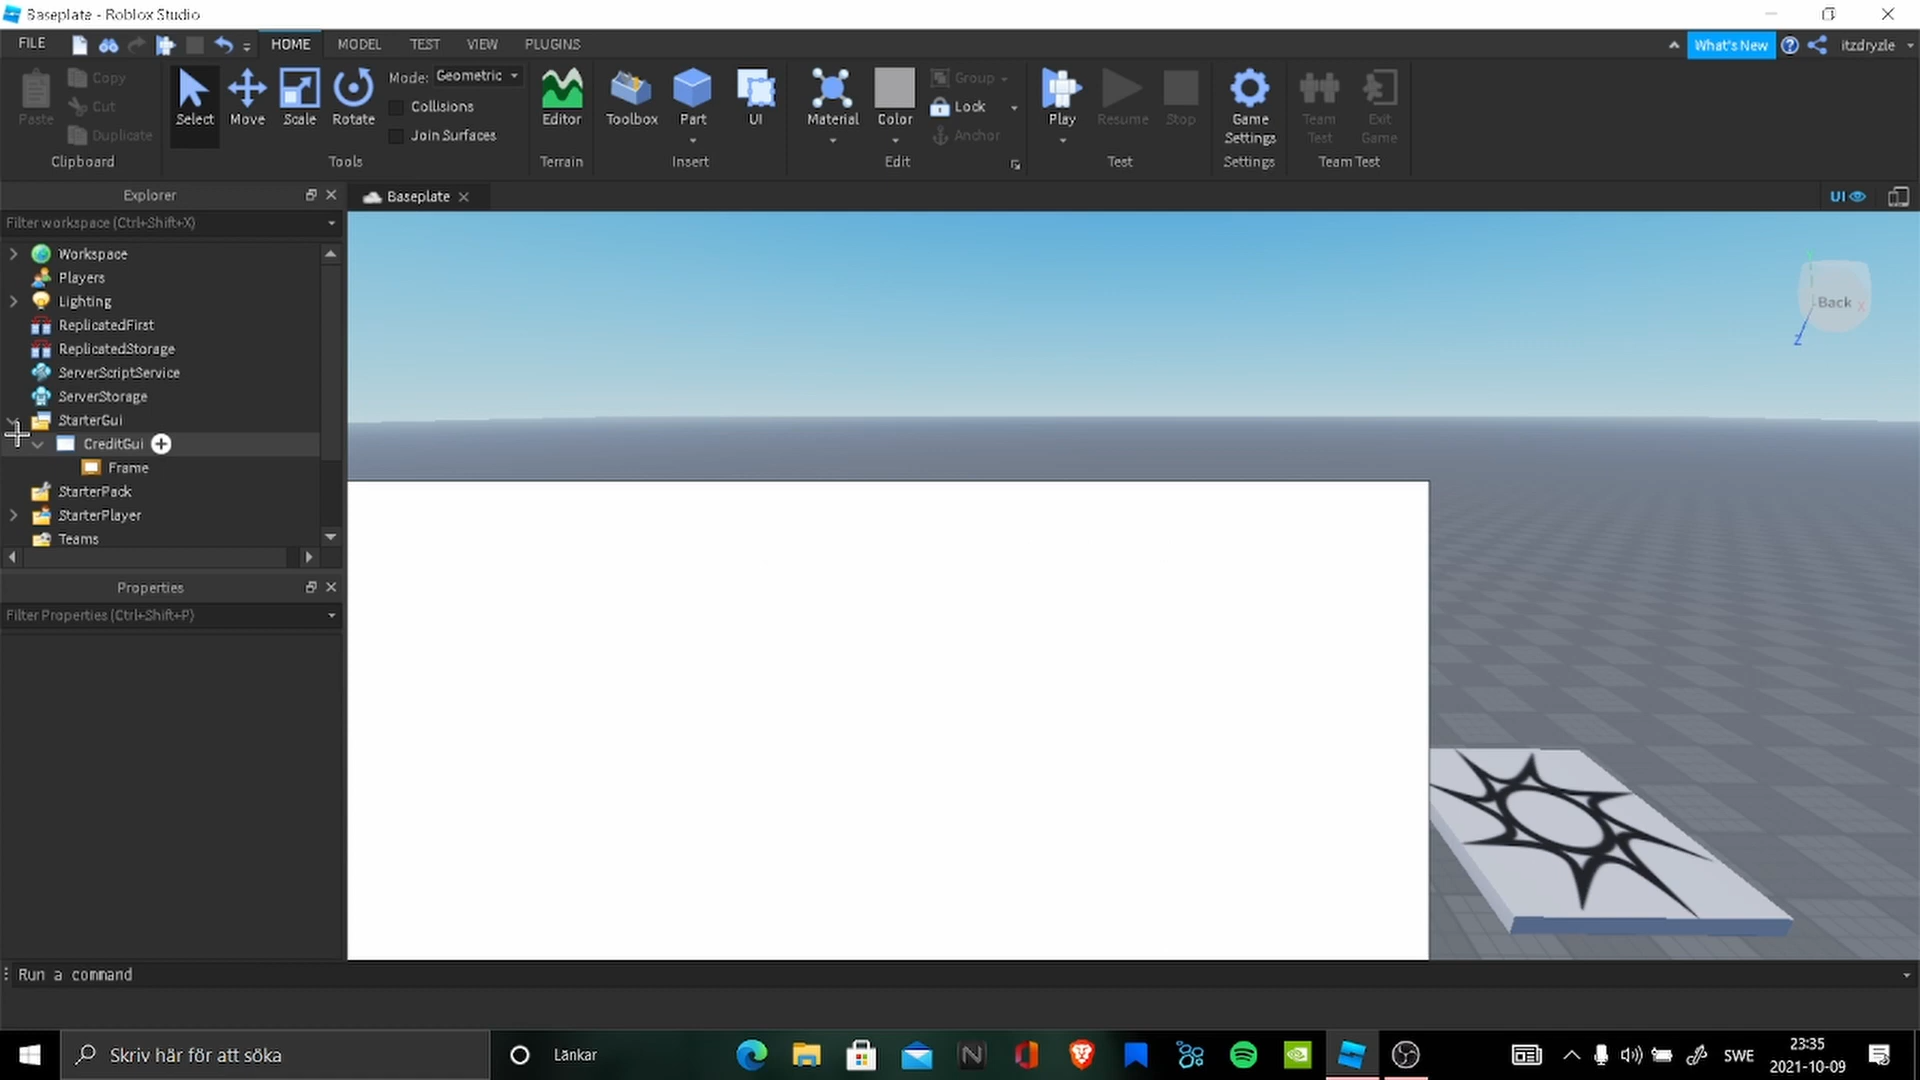 Baseplate - Roblox Studio
FILE HOME MODEL TEST VIEW PLUGINS What's New itzdryzle
Paste Copy Cut Duplicate
Clipboard
Select Move Scale Rotate
Mode: Geometric
Collisions
Join Surfaces
Tools
Editor
Terrain
Toolbox Part UI
Insert
Material Color
Group
Lock
Anchor
Edit
Play Resume Stop
Test
Game Settings
Settings
Team Test Exit Game
Team Test
Explorer
Filter workspace (Ctrl+Shift+X)
Workspace
Players
Lighting
ReplicatedFirst
ReplicatedStorage
ServerScriptService
ServerStorage
StarterGui
CreditGui
Frame
StarterPack
StarterPlayer
Teams
Properties
Filter Properties (Ctrl+Shift+P)
Baseplate
UI
Back
X
Z
Run a command
Skriv här för att söka
Länkar
SWE
23:35
2021-10-09